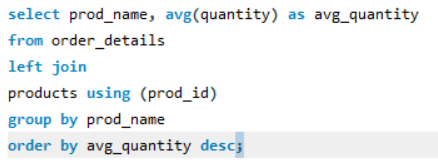 select prod_name, avg(quantity) as avg_quantity
from order_details
left join
products using (prod_id)
group by prod_name
order by avg_quantity desc;